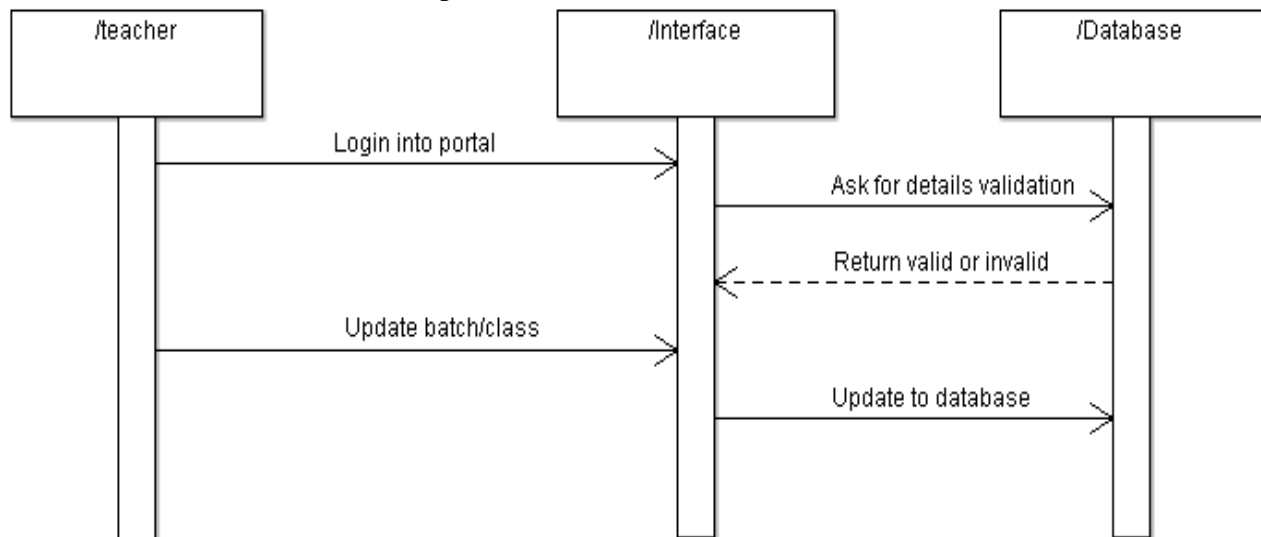 /teacher
/Interface
/Database
Login into portal
Ask for details validation
Return valid or invalid
Update batch/class
Update to database